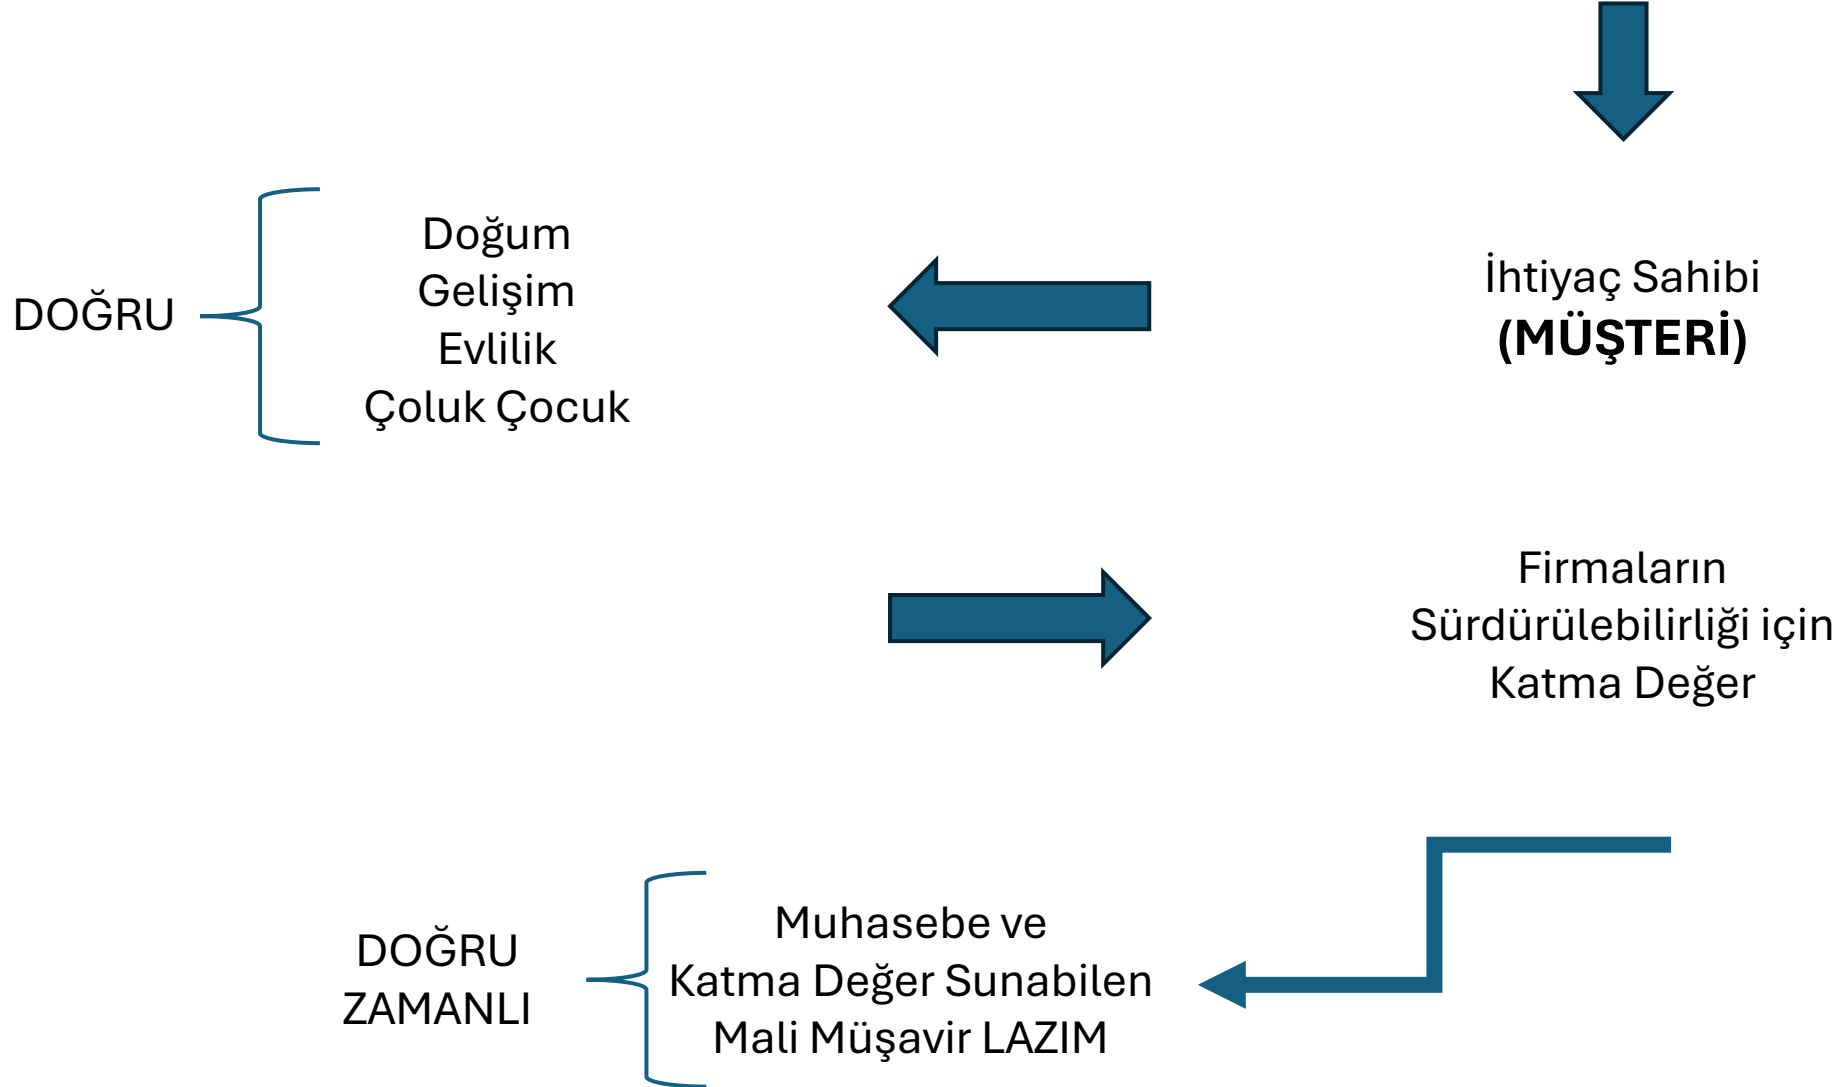 İhtiyaç Sahibi
(MÜŞTERİ)
DOĞRU
Doğum
Gelişim
Evlilik
Çoluk Çocuk
Firmaların
Sürdürülebilirliği için
Katma Değer
DOĞRU
ZAMANLI
Muhasebe ve
Katma Değer Sunabilen
Mali Müşavir LAZIM